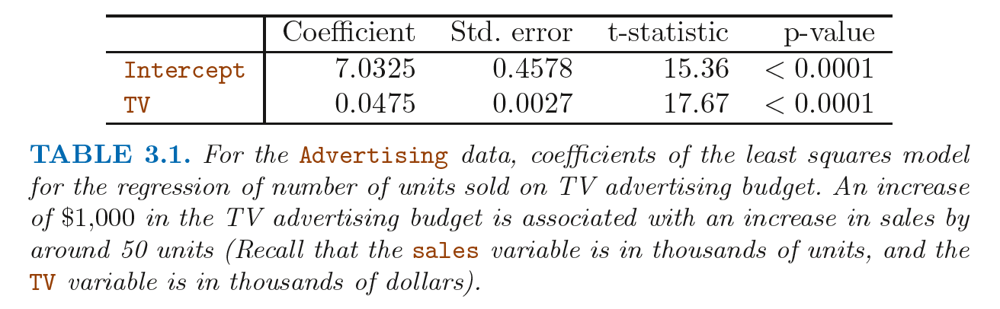 Coefficient Std. error t-statistic p-value
Intercept 7.0325 0.4578 15.36 < 0.0001
TV 0.0475 0.0027 17.67 < 0.0001
TABLE 3.1. For the Advertising data, coefficients of the least squares model
for the regression of number of units sold on TV advertising budget. An increase
of $1,000 in the TV advertising budget is associated with an increase in sales by
around 50 units (Recall that the sales variable is in thousands of units, and the
TV variable is in thousands of dollars).